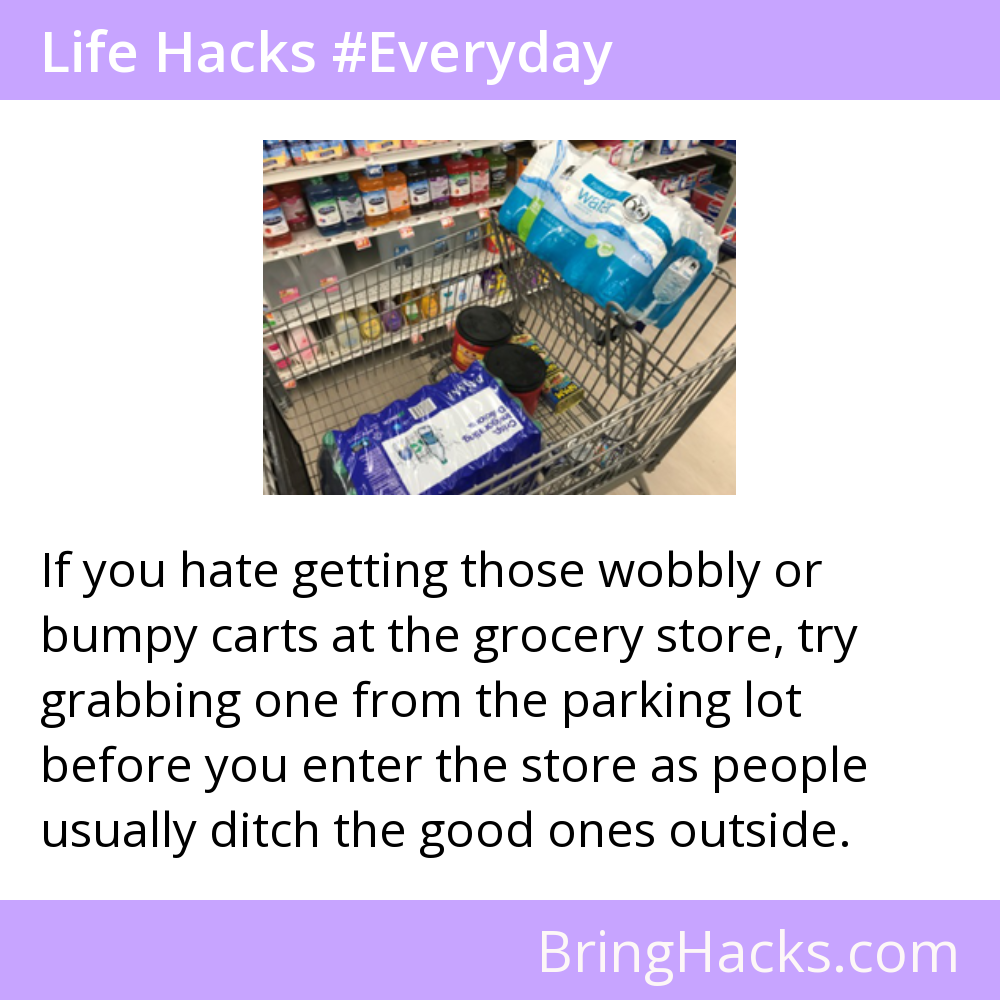 Life Hacks #Everyday
water
If you hate getting those wobbly or
bumpy carts at the grocery store, try
grabbing one from the parking lot
before you enter the store as people
usually ditch the good ones outside.
BringHacks.com